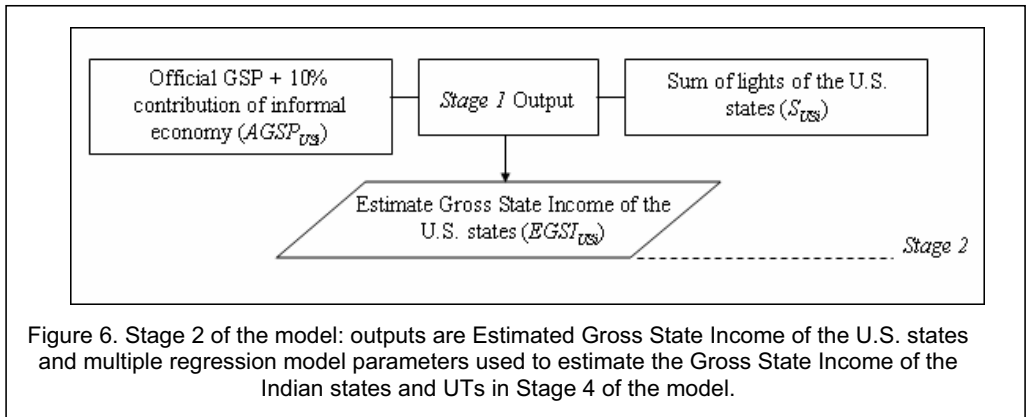 Official GSP + 10%
contribution of informal
economy (AGSP_USi)
Stage 1 Output
Sum of lights of the U.S.
states (S_USi)
Estimate Gross State Income of the
U.S. states (EGSI_USi)
Stage 2
Figure 6. Stage 2 of the model: outputs are Estimated Gross State Income of the U.S. states
and multiple regression model parameters used to estimate the Gross State Income of the
Indian states and UTs in Stage 4 of the model.